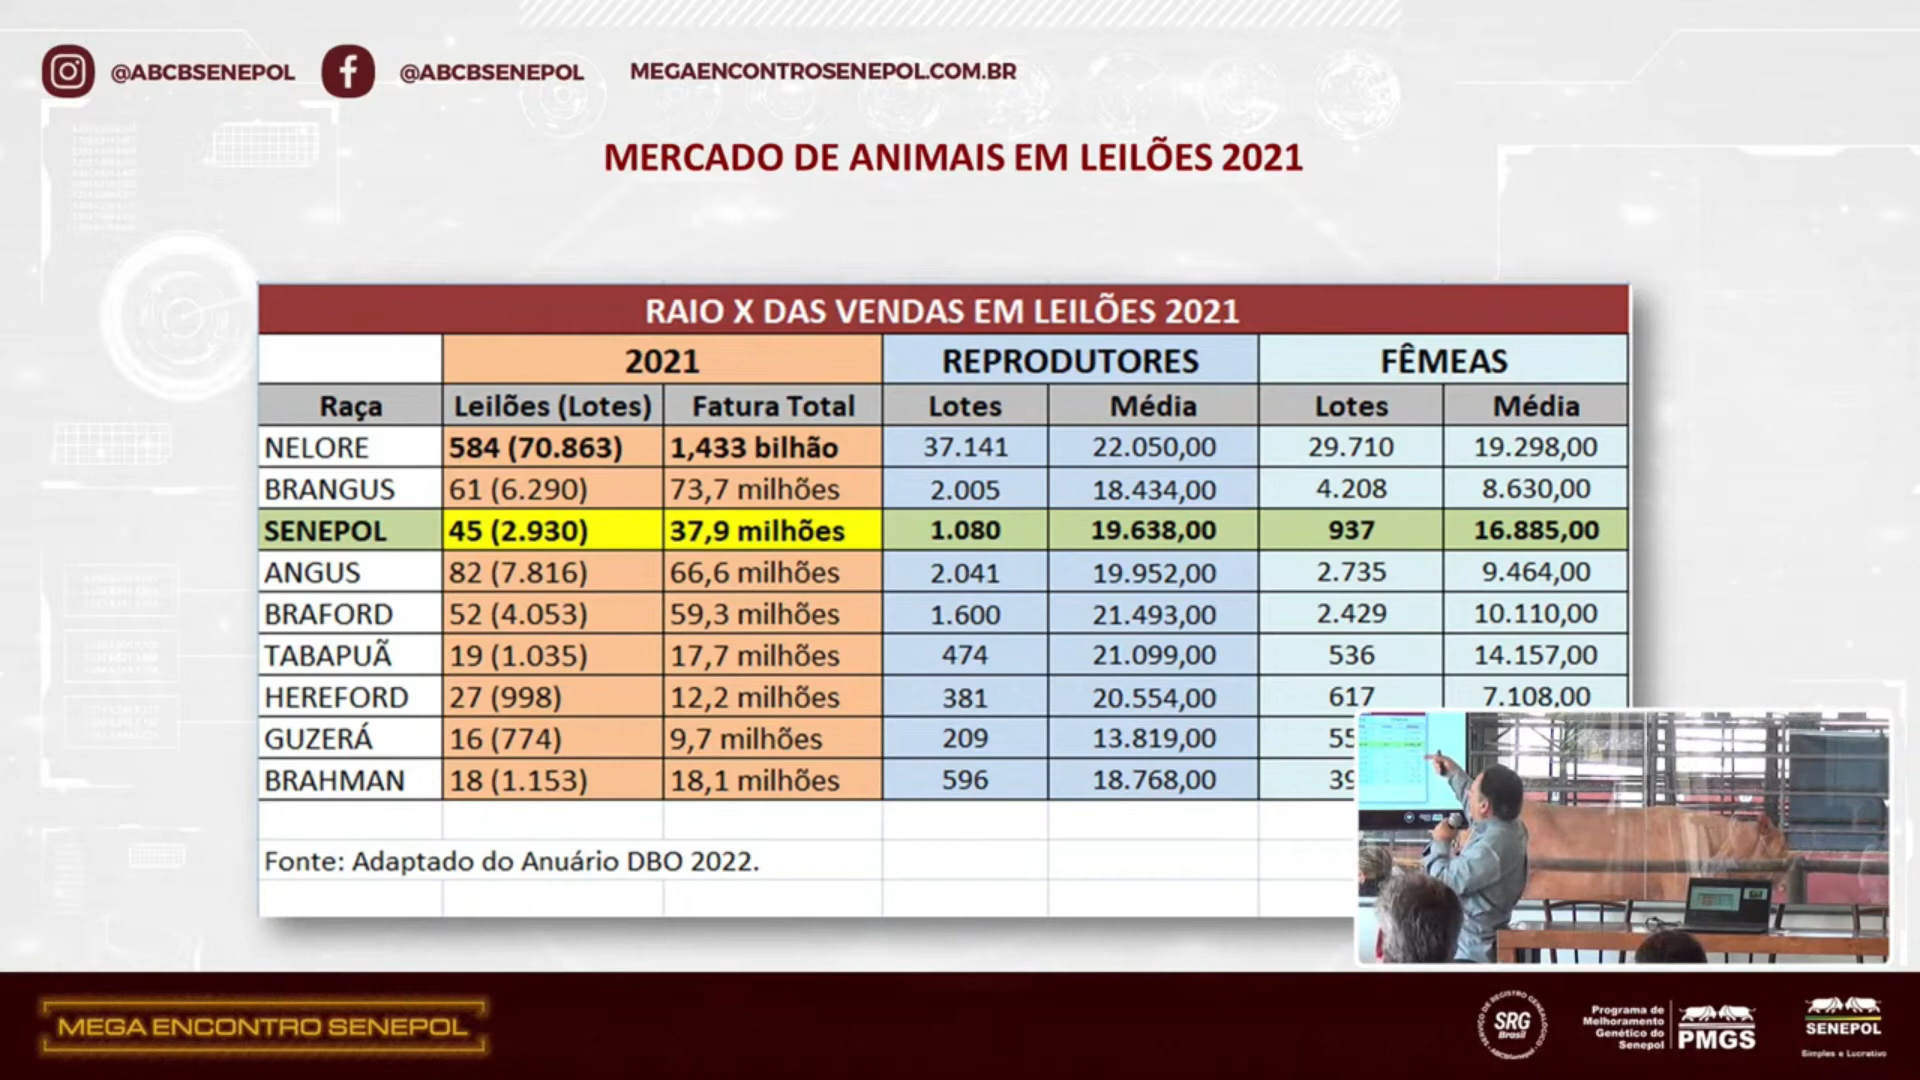 @ABCBSENEPOL @ABCBSENEPOL MEGAENCONTROSENEPOL.COM.BR
MERCADO DE ANIMAIS EM LEILÕES 2021
RAIO X DAS VENDAS EM LEILÕES 2021
2021 REPRODUTORES FÊMEAS
Raça Leilões (Lotes) Fatura Total Lotes Média Lotes Média
NELORE 584 (70.863) 1,433 bilhão 37.141 22.050,00 29.710 19.298,00
BRANGUS 61 (6.290) 73,7 milhões 2.005 18.434,00 4.208 8.630,00
SENEPOL 45 (2.930) 37,9 milhões 1.080 19.638,00 937 16.885,00
ANGUS 82 (7.816) 66,6 milhões 2.041 19.952,00 2.735 9.464,00
BRAFORD 52 (4.053) 59,3 milhões 1.600 21.493,00 2.429 10.110,00
TABAPUÃ 19 (1.035) 17,7 milhões 474 21.099,00 536 14.157,00
HEREFORD 27 (998) 12,2 milhões 381 20.554,00 617 7.108,00
GUZERÁ 16 (774) 9,7 milhões 209 13.819,00 55
BRAHMAN 18 (1.153) 18,1 milhões 596 18.768,00 39
Fonte: Adaptado do Anuário DBO 2022.
MEGA ENCONTRO SENEPOL
SERVIÇO DE REGISTRO GENEALÓGICO
SRG
Brasil
Programa de
Melhoramento
Genético do
Senepol
PMGS
SENEPOL
Simples e Lucrativo